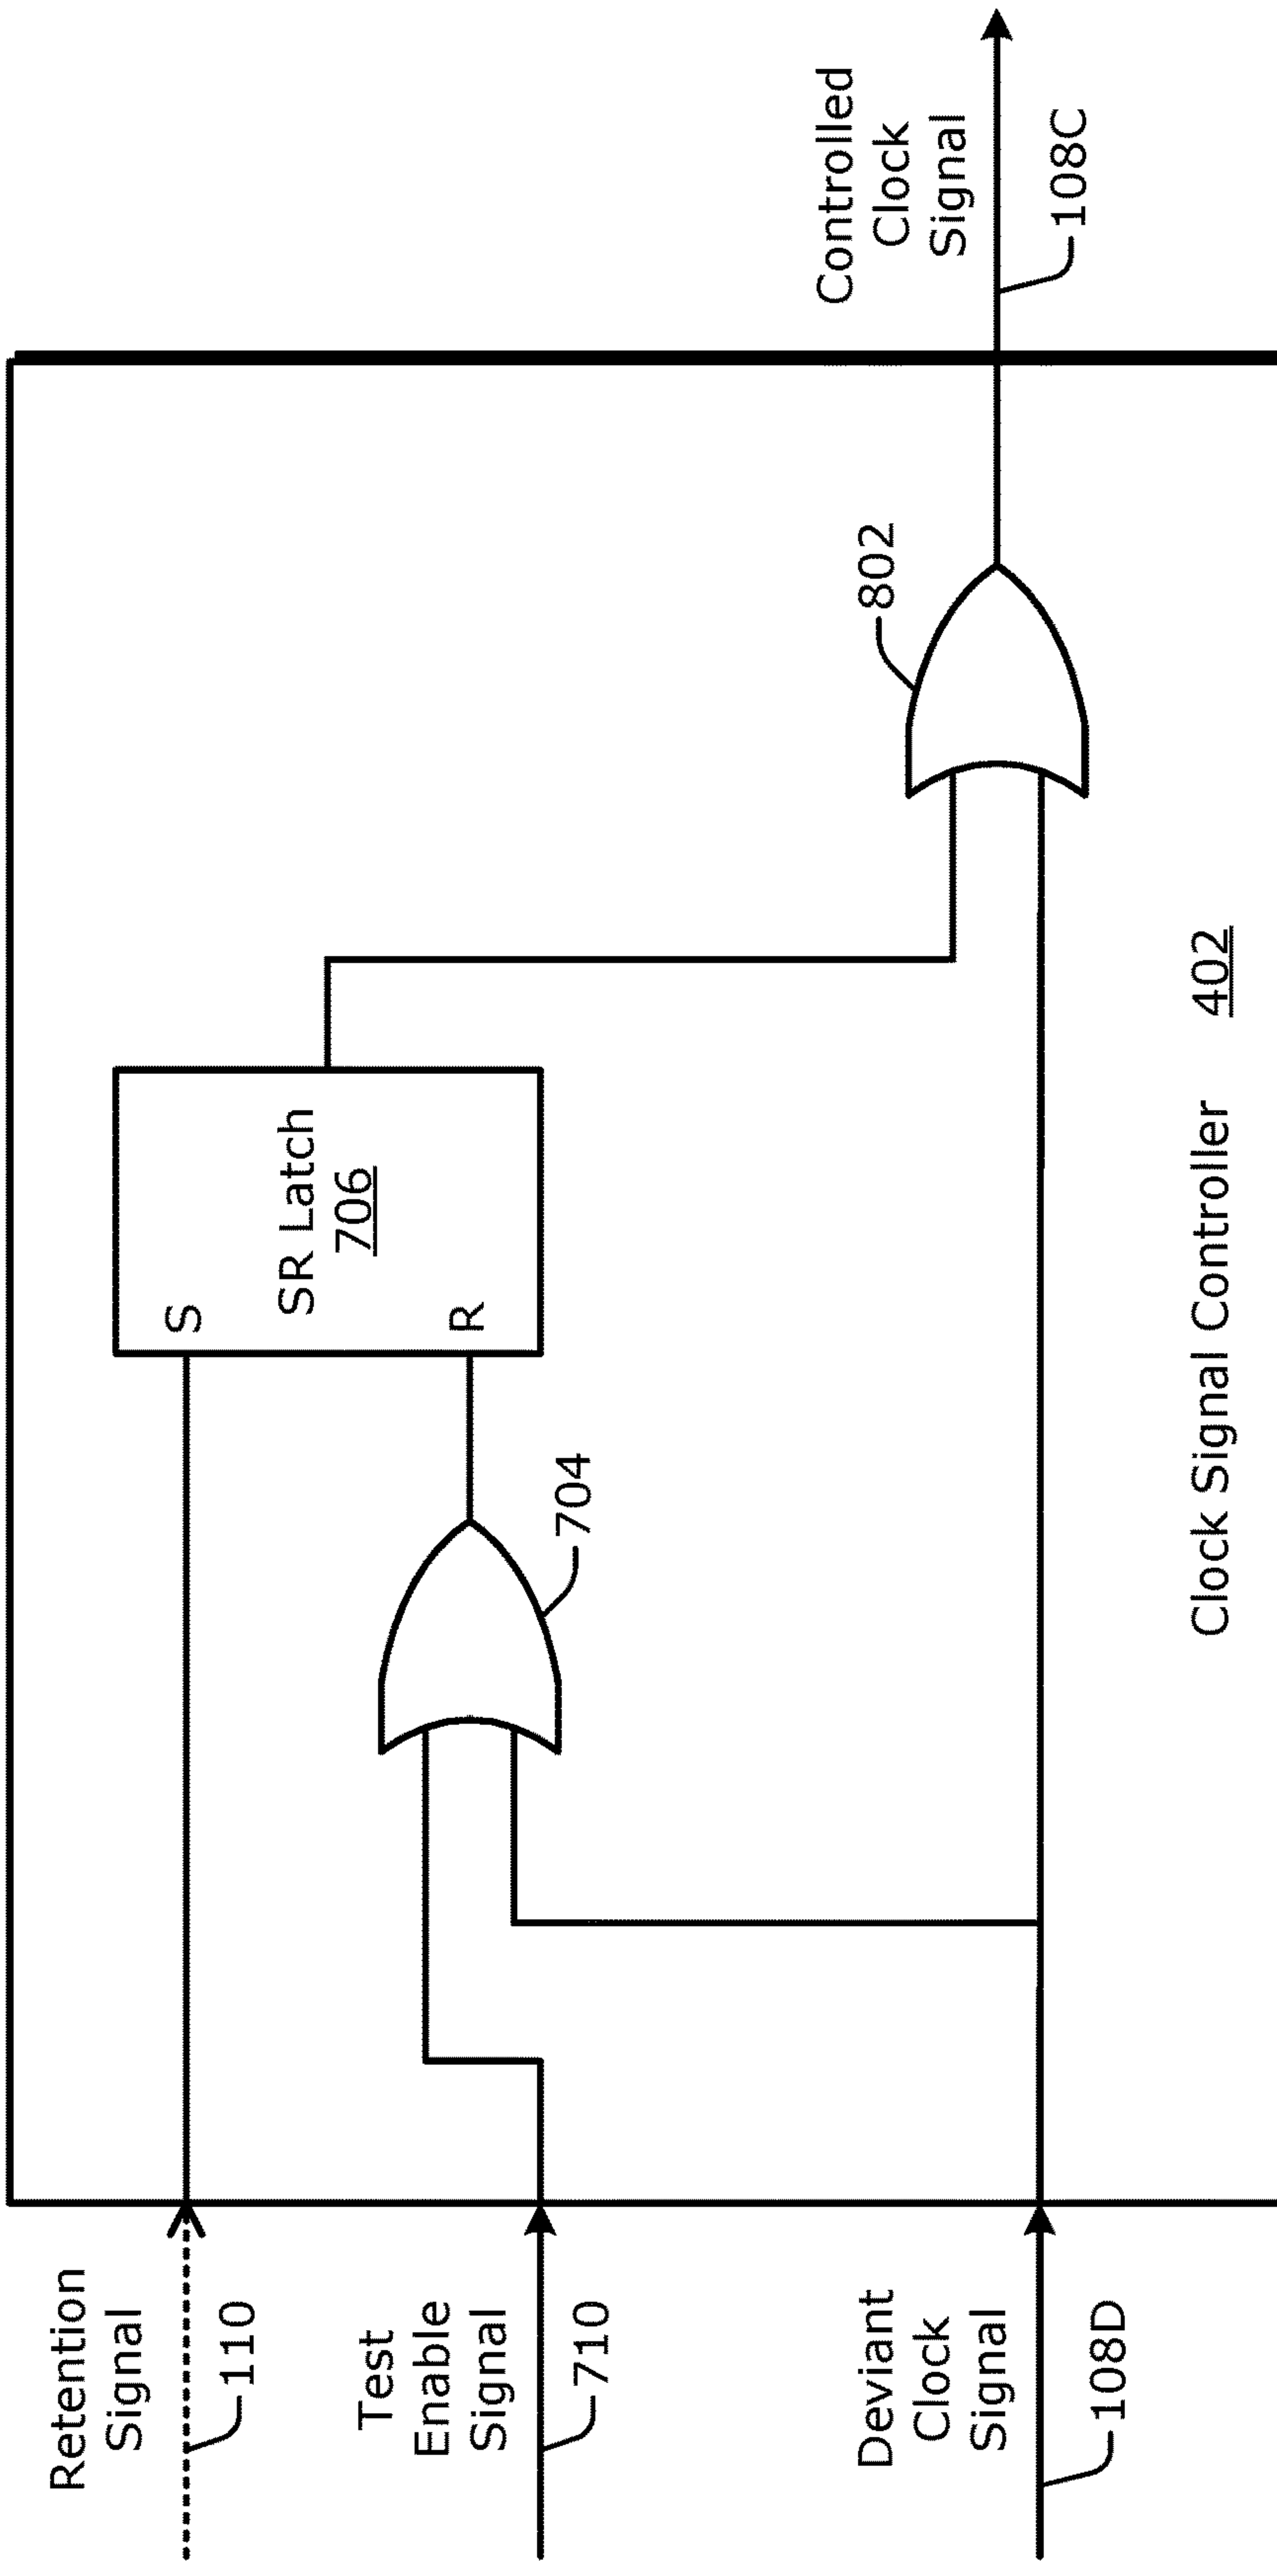 Retention
Signal
110
Test
Enable
Signal
710
Deviant
Clock
Signal
108D
704
S
R
SR Latch
706
802
Controlled
Clock
Signal
108C
Clock Signal Controller 402